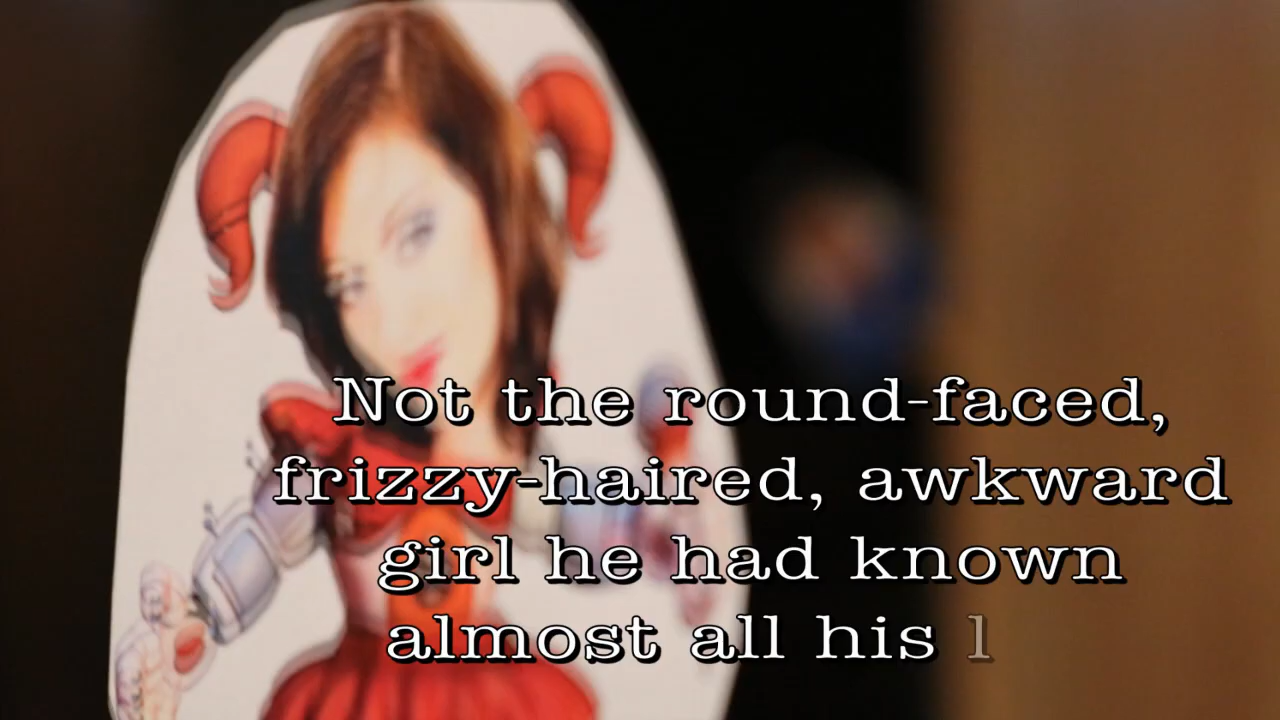 Not the round-faced,
frizzy-haired, awkward
girl he had known
almost all his l